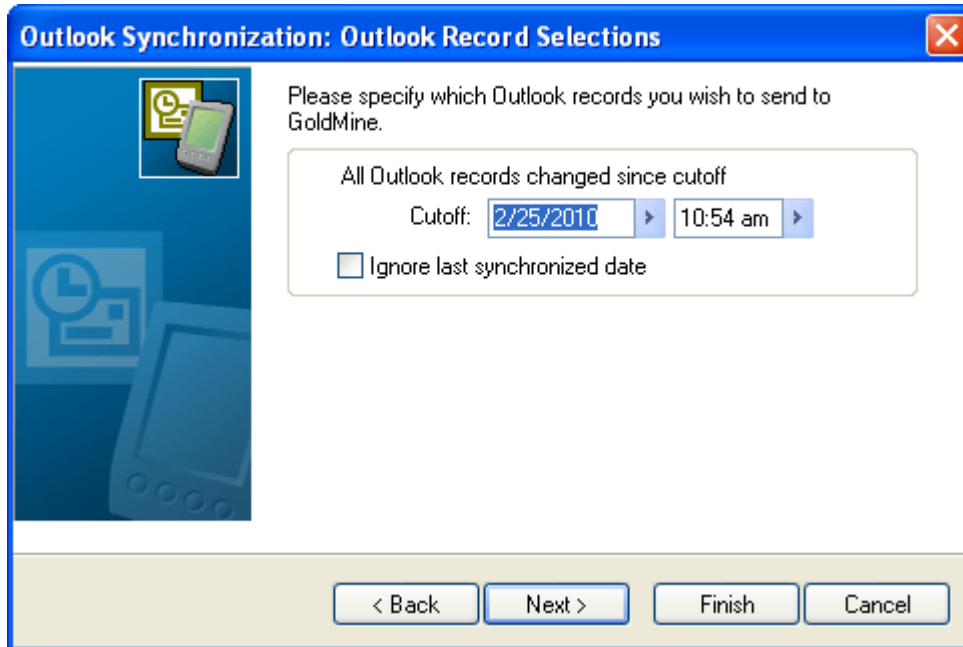 Outlook Synchronization: Outlook Record Selections
Please specify which Outlook records you wish to send to
GoldMine.
All Outlook records changed since cutoff
Cutoff: 2/25/2010 10:54 am
Ignore last synchronized date
< Back Next > Finish Cancel